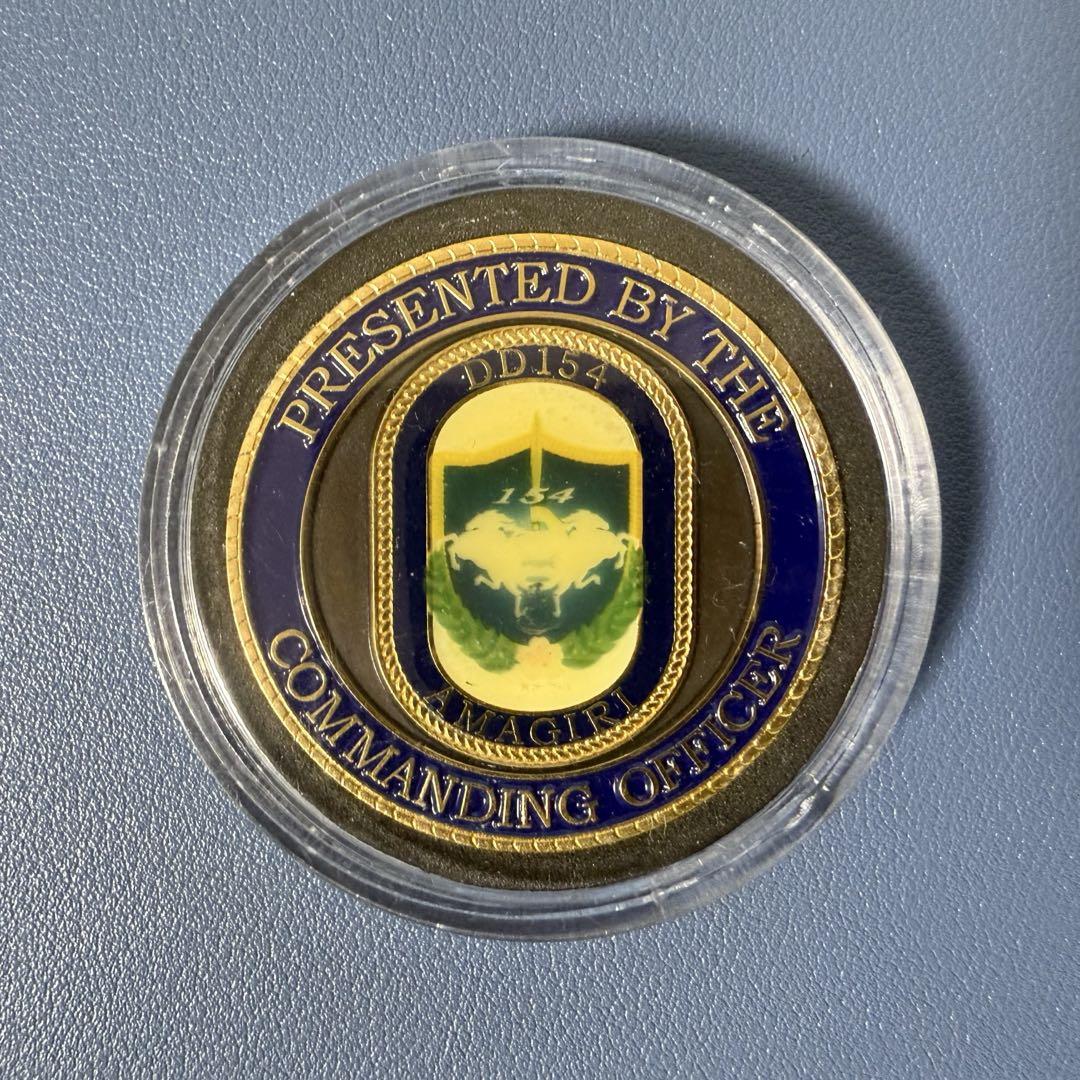 PRESENTED BY THE
DD154
154
AMAGIRI
COMMANDING OFFICER